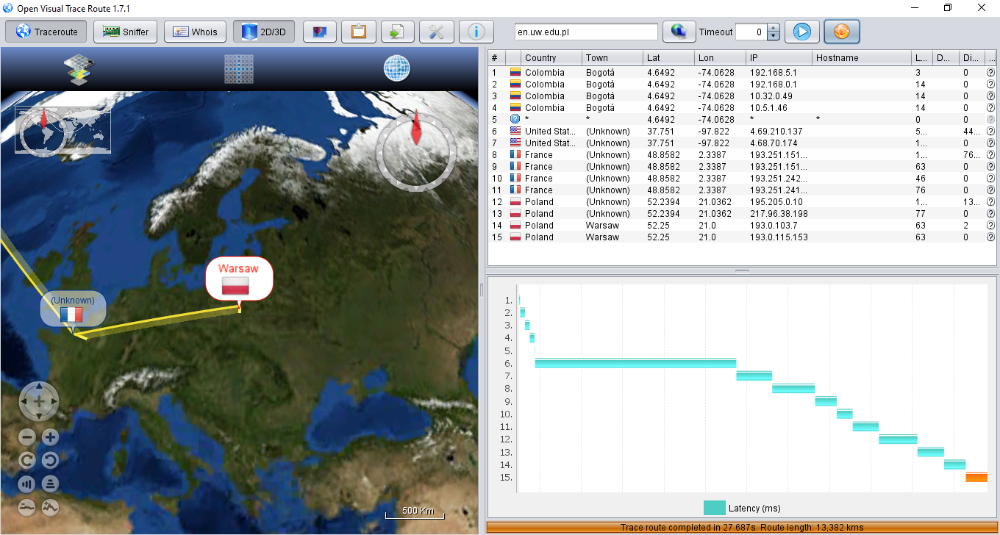 Open Visual Trace Route 1.7.1
Traceroute Sniffer Whois 2D/3D en.uw.edu.pl Timeout 0
# Country Town Lat Lon IP Hostname L... D... Di... ...
1 Colombia Bogotá 4.6492 -74.0628 192.168.5.1 3 0
2 Colombia Bogotá 4.6492 -74.0628 192.168.0.1 14 0
3 Colombia Bogotá 4.6492 -74.0628 10.32.0.49 14 0
4 Colombia Bogotá 4.6492 -74.0628 10.5.1.46 14 0
5 * * 4.6492 -74.0628 * * 0 0
6 United Stat... (Unknown) 37.751 -97.822 4.69.210.137 5... 44...
7 United Stat... (Unknown) 37.751 -97.822 4.68.70.174 1... 0
8 France (Unknown) 48.8582 2.3387 193.251.151... 1... 76...
9 France (Unknown) 48.8582 2.3387 193.251.151... 63 0
10 France (Unknown) 48.8582 2.3387 193.251.242... 46 0
11 France (Unknown) 48.8582 2.3387 193.251.241... 76 0
12 Poland (Unknown) 52.2394 21.0362 195.205.0.10 1... 13...
13 Poland (Unknown) 52.2394 21.0362 217.96.38.198 77 0
14 Poland Warsaw 52.25 21.0 193.0.103.7 63 2
15 Poland Warsaw 52.25 21.0 193.0.115.153 63 0
Warsaw
(Unknown)
500 Km
1.
2.
3.
4.
5.
6.
7.
8.
9.
10.
11.
12.
13.
14.
15.
Latency (ms)
Trace route completed in 27.687s. Route length: 13,382 kms